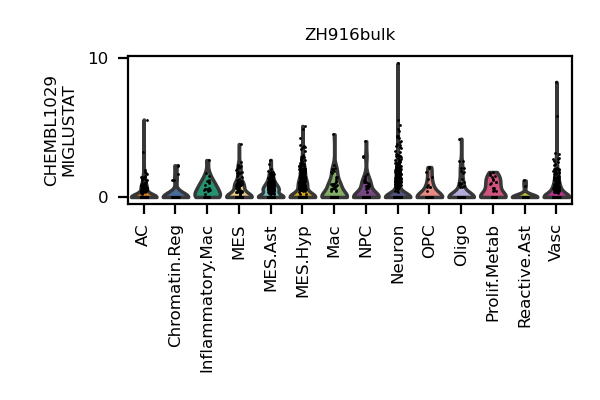 ZH916bulk
CHEMBL1029
MIGLUSTAT
10
0
AC
Chromatin.Reg
Inflammatory.Mac
MES
MES.Ast
MES.Hyp
Mac
NPC
Neuron
OPC
Oligo
Prolif.Metab
Reactive.Ast
Vasc